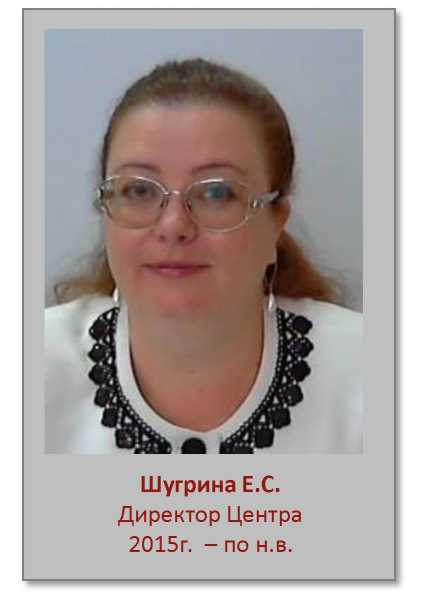 Шугрина Е.С.
Директор Центра
2015г. – по н.в.